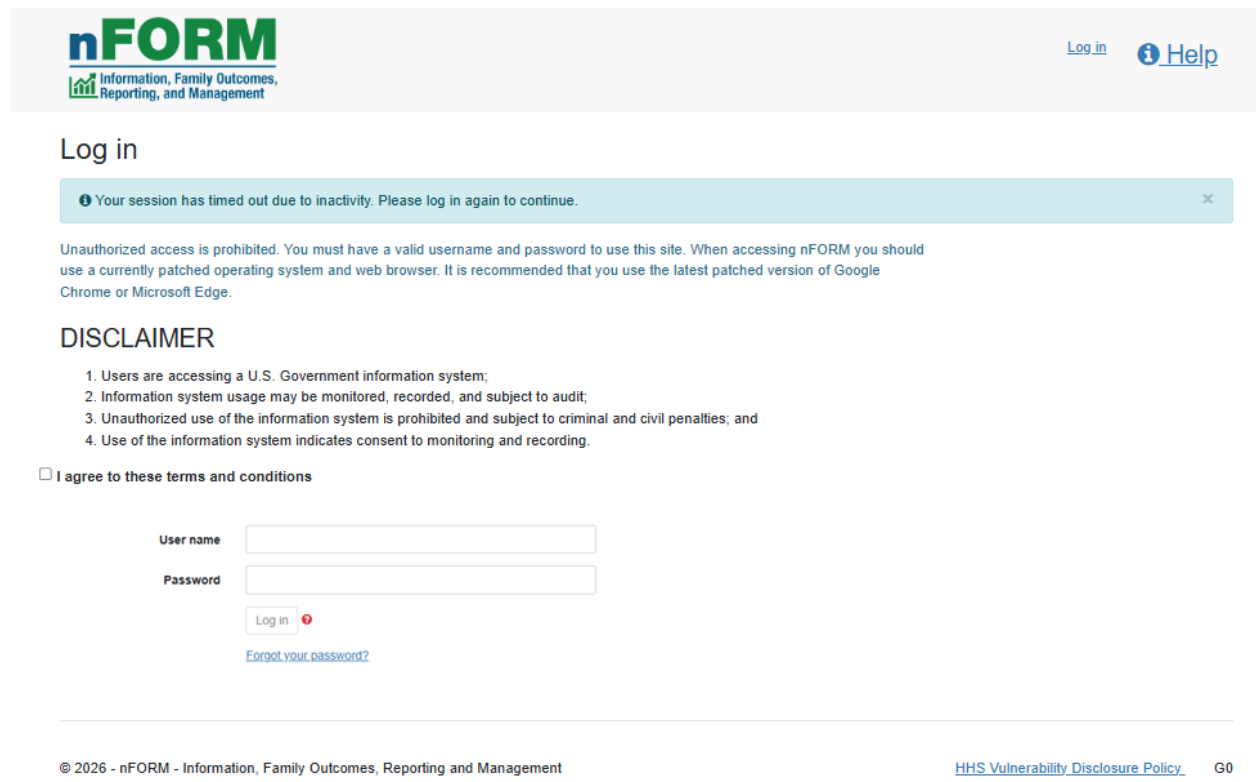 nFORM
Information, Family Outcomes,
Reporting, and Management
Log in
Help
Log in
Your session has timed out due to inactivity. Please log in again to continue.
×
Unauthorized access is prohibited. You must have a valid username and password to use this site. When accessing nFORM you should
use a currently patched operating system and web browser. It is recommended that you use the latest patched version of Google
Chrome or Microsoft Edge.
DISCLAIMER
1. Users are accessing a U.S. Government information system;
2. Information system usage may be monitored, recorded, and subject to audit;
3. Unauthorized use of the information system is prohibited and subject to criminal and civil penalties; and
4. Use of the information system indicates consent to monitoring and recording.
I agree to these terms and conditions
User name
Password
Log in
Forgot your password?
© 2026 - nFORM - Information, Family Outcomes, Reporting and Management
HHS Vulnerability Disclosure Policy
G0